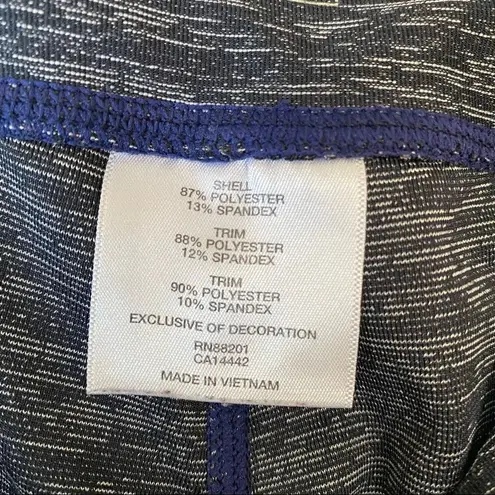 SHELL
87% POLYESTER
13% SPANDEX
TRIM
88% POLYESTER
12% SPANDEX
TRIM
90% POLYESTER
10% SPANDEX
EXCLUSIVE OF DECORATION
RN88201
CA14442
MADE IN VIETNAM